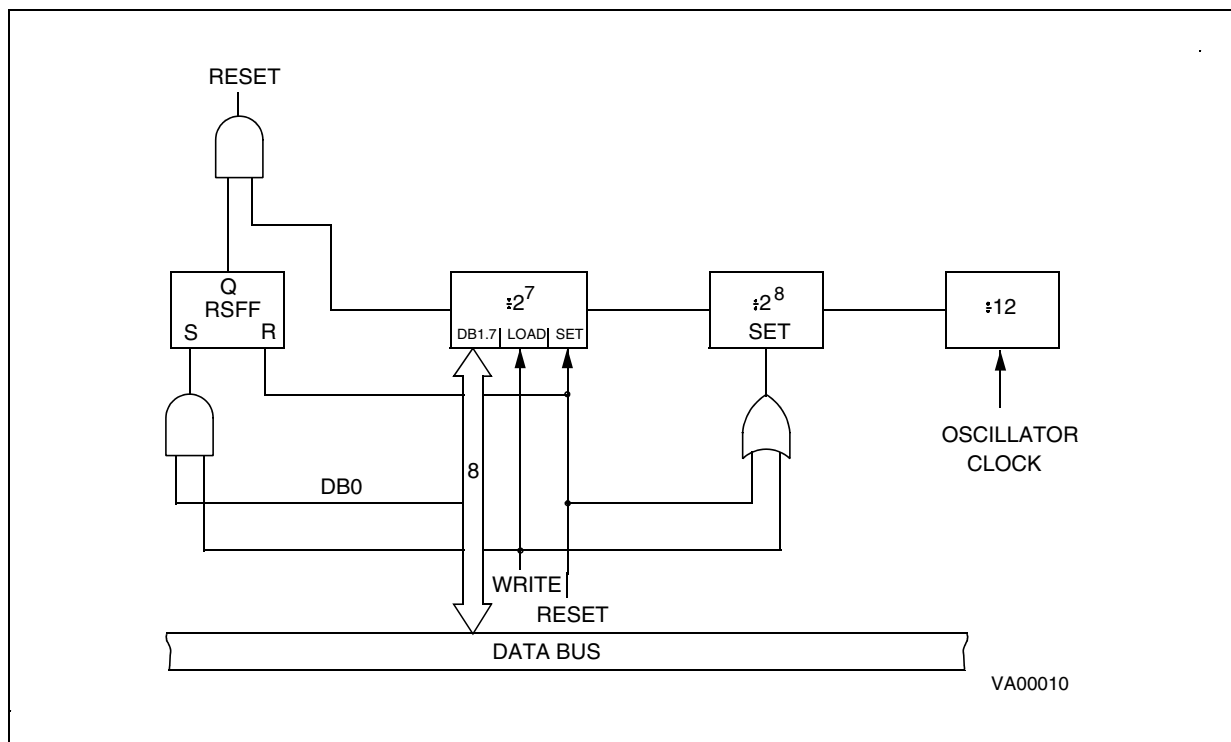 RESET
Q
RSFF
S R
÷2⁷
DB1.7 LOAD SET
÷2⁸
SET
÷12
OSCILLATOR
CLOCK
8
DB0
WRITE
RESET
DATA BUS
VA00010